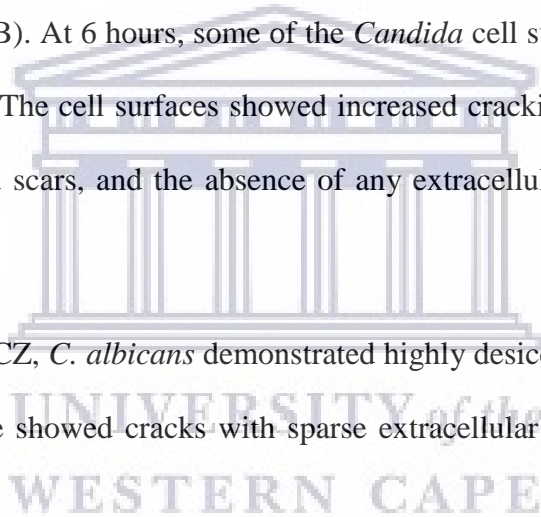 B). At 6 hours, some of the Candida cell s
The cell surfaces showed increased cracki
scars, and the absence of any extracellul
CZ, C. albicans demonstrated highly desic
UNIVERSITY of the
showed cracks with sparse extracellular
WESTERN CAPE